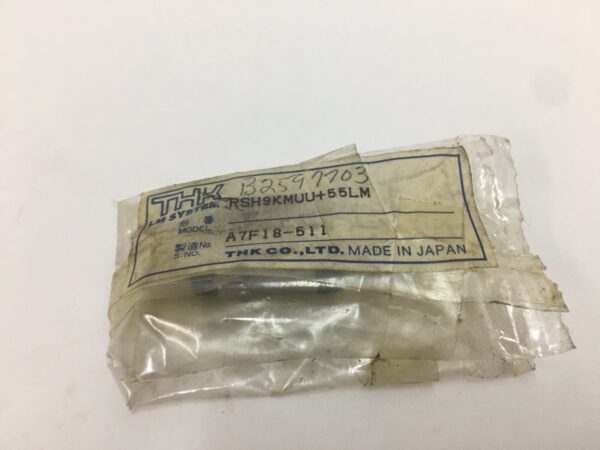 THK B2597703
LM SYSTEM RSH9KMUU+55LM
型番
MODEL A7F18-511
製造No.
S.NO. THK CO.,LTD. MADE IN JAPAN